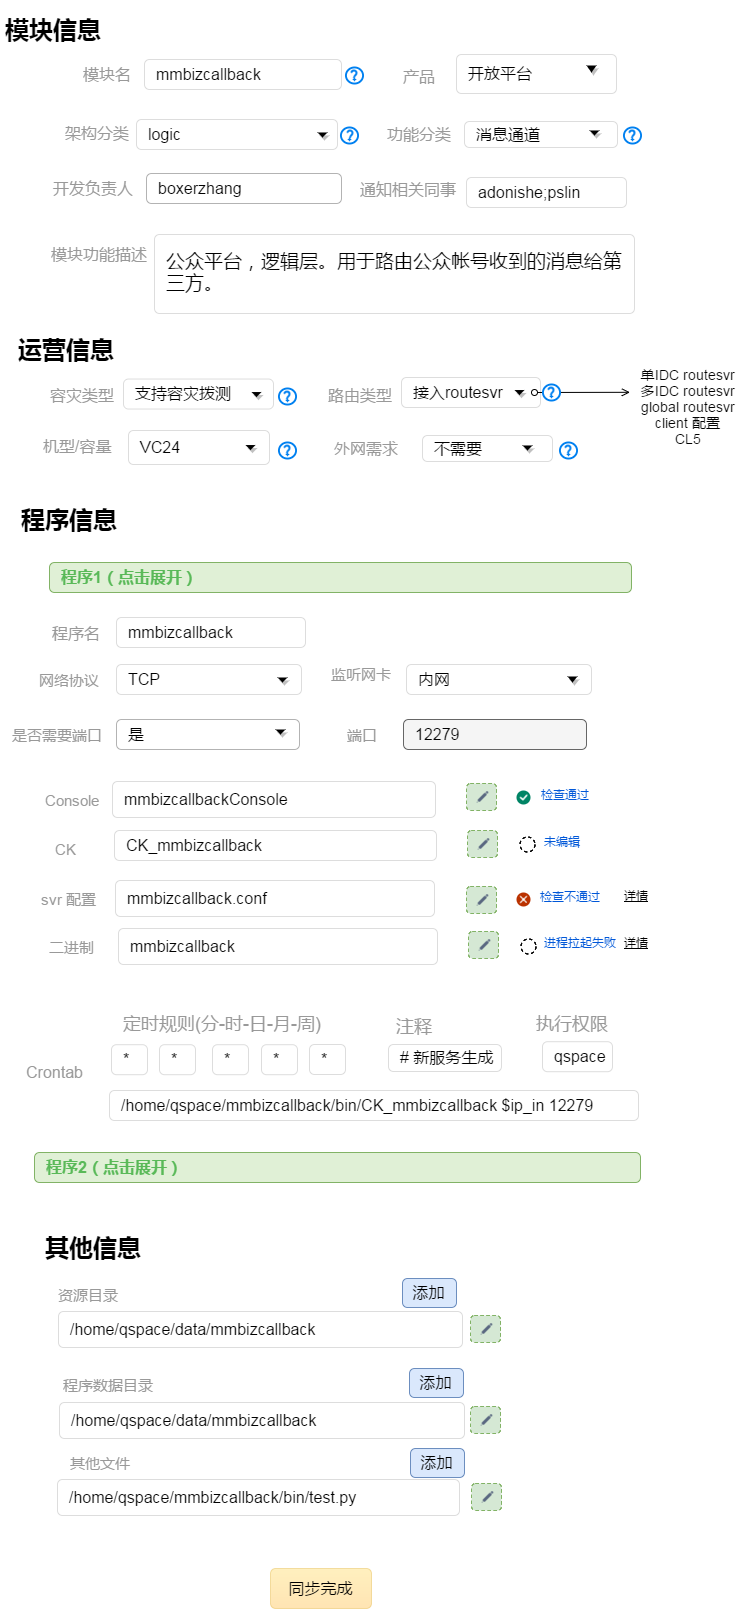 模块信息
模块名 mmbizcallback 产品 开放平台
架构分类 logic 功能分类 消息通道
开发负责人 boxerzhang 通知相关同事 adonishe;pslin
模块功能描述 公众平台，逻辑层。用于路由公众帐号收到的消息给第
三方。
运营信息
容灾类型 支持容灾拨测 路由类型 接入routesvr
单IDC routesvr
多IDC routesvr
global routesvr
client 配置
CL5
机型/容量 VC24 外网需求 不需要
程序信息
程序1（点击展开）
程序名 mmbizcallback
网络协议 TCP 监听网卡 内网
是否需要端口 是 端口 12279
Console mmbizcallbackConsole 检查通过
CK CK_mmbizcallback 未编辑
svr 配置 mmbizcallback.conf 检查不通过 详情
二进制 mmbizcallback 进程拉起失败 详情
定时规则(分-时-日-月-周) 注释 执行权限
* * * * * # 新服务生成 qspace
Crontab
/home/qspace/mmbizcallback/bin/CK_mmbizcallback $ip_in 12279
程序2（点击展开）
其他信息
资源目录 添加
/home/qspace/data/mmbizcallback
程序数据目录 添加
/home/qspace/data/mmbizcallback
其他文件 添加
/home/qspace/mmbizcallback/bin/test.py
同步完成